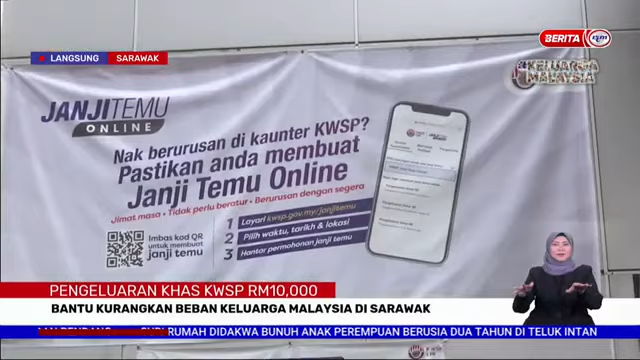 BERITA
LANGSUNG SARAWAK
KELUARGA
MALAYSIA
JANJITEMU
ONLINE
Nak berurusan di kaunter KWSP?
Pastikan anda membuat
Janji Temu Online
Jimat masa • Tidak perlu beratur • Berurusan dengan segera
Imbas kod QR
untuk membuat
janji temu
1 Layari kwsp.gov.my/janjitemu
2 Pilih waktu, tarikh & lokasi
3 Hantar permohonan janji temu
PENGELUARAN KHAS KWSP RM10,000
BANTU KURANGKAN BEBAN KELUARGA MALAYSIA DI SARAWAK
RUMAH DIDAKWA BUNUH ANAK PEREMPUAN BERUSIA DUA TAHUN DI TELUK INTAN